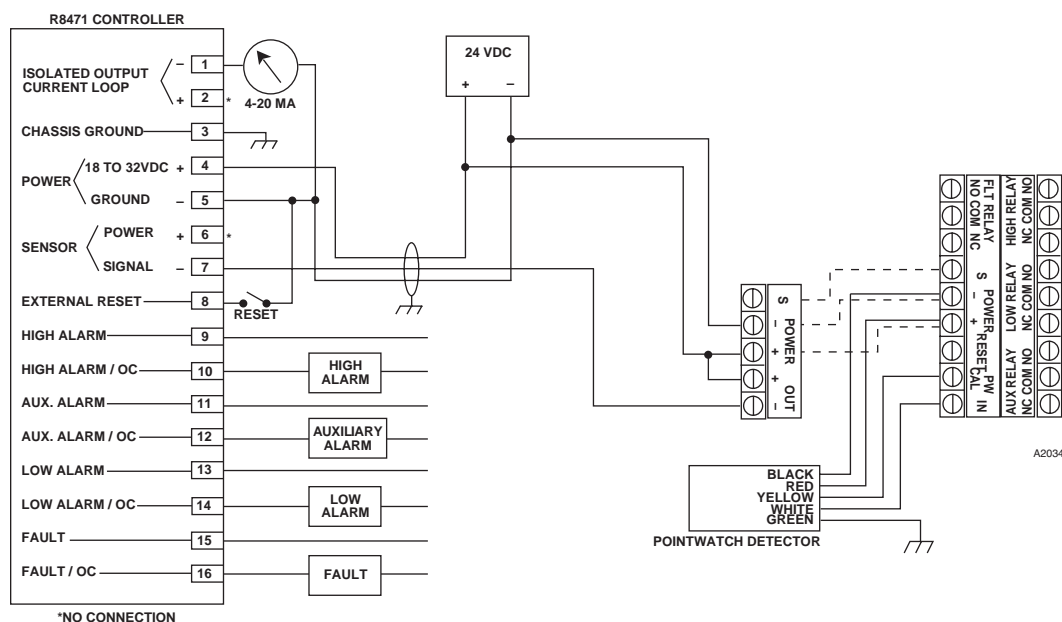 R8471 CONTROLLER
ISOLATED OUTPUT
CURRENT LOOP
–
1
+
2
*
4-20 MA
CHASSIS GROUND
3
POWER
18 TO 32VDC
+
4
GROUND
–
5
SENSOR
POWER
+
6
*
SIGNAL
–
7
EXTERNAL RESET
8
RESET
HIGH ALARM
9
HIGH ALARM / OC
10
HIGH
ALARM
AUX. ALARM
11
AUX. ALARM / OC
12
AUXILIARY
ALARM
LOW ALARM
13
LOW ALARM / OC
14
LOW
ALARM
FAULT
15
FAULT / OC
16
FAULT
*NO CONNECTION
24 VDC
+
–
S
– POWER +
+ OUT –
FLT RELAY
NO COM NC
S
– POWER +
RESET
CAL
PW IN
HIGH RELAY
NC COM NO
LOW RELAY
NC COM NO
AUX RELAY
NC COM NO
A2034
BLACK
RED
YELLOW
WHITE
GREEN
POINTWATCH DETECTOR